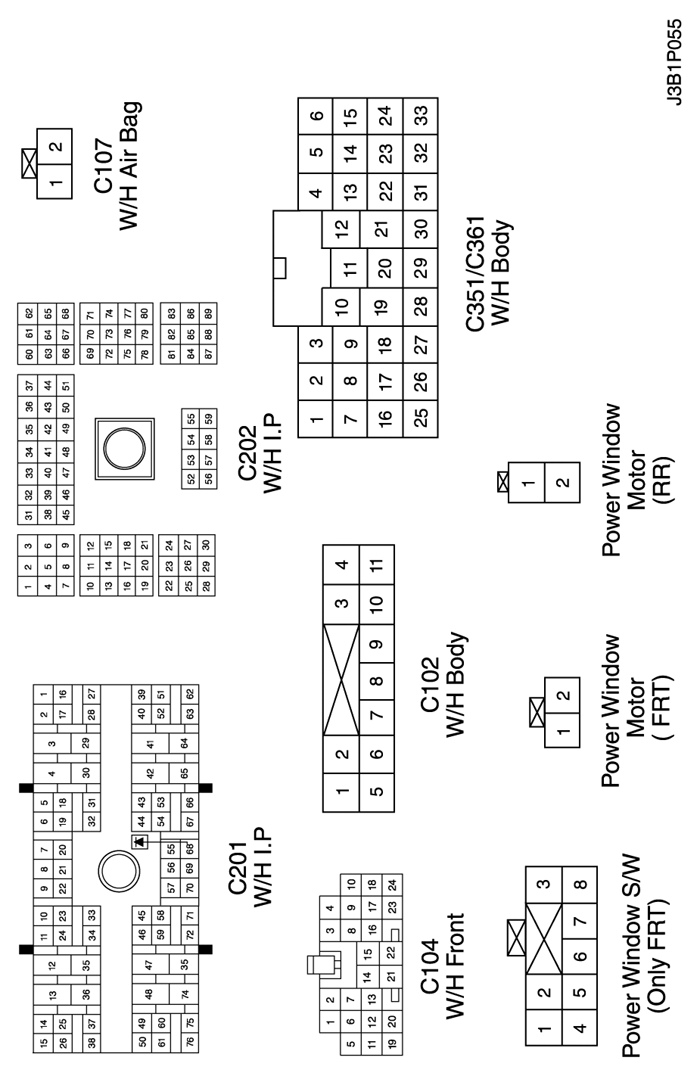 15 14 13 12 11 10 9 8 7 6 5 4 3 2 1
26 25 24 23 22 21 20 19 18 17 16
38 37 36 35 34 33 32 31 30 29 28 27
50 49 48 47 46 45 44 43 42 41 40 39
61 60 59 58 57 56 55 54 53 52 51
76 75 74 35 72 71 70 69 68 67 66 65 64 63 62
C201
W/H I.P
1 2 3
4 5 6
7 8 9
10 11 12
13 14 15
16 17 18
19 20 21
22 23 24
25 26 27
28 29 30
31 32 33 34 35 36 37
38 39 40 41 42 43 44
45 46 47 48 49 50 51
52 53 54 55
56 57 58 59
60 61 62
63 64 65
66 67 68
69 70 71
72 73 74
75 76 77
78 79 80
81 82 83
84 85 86
87 88 89
C202
W/H I.P
1 2
C107
W/H Air Bag
1 2 3 4
5 6 7 8 9 10
11 12 13 14 15 16 17 18
19 20 21 22 23 24
C104
W/H Front
1 2 3 4
5 6 7 8 9 10 11
C102
W/H Body
1 2 3 4 5 6
7 8 9 10 11 12 13 14 15
16 17 18 19 20 21 22 23 24
25 26 27 28 29 30 31 32 33
C351/C361
W/H Body
1 2 3
4 5 6 7 8
Power Window S/W
(Only FRT)
1 2
Power Window
Motor
( FRT)
1
2
Power Window
Motor
(RR)
J3B1P055